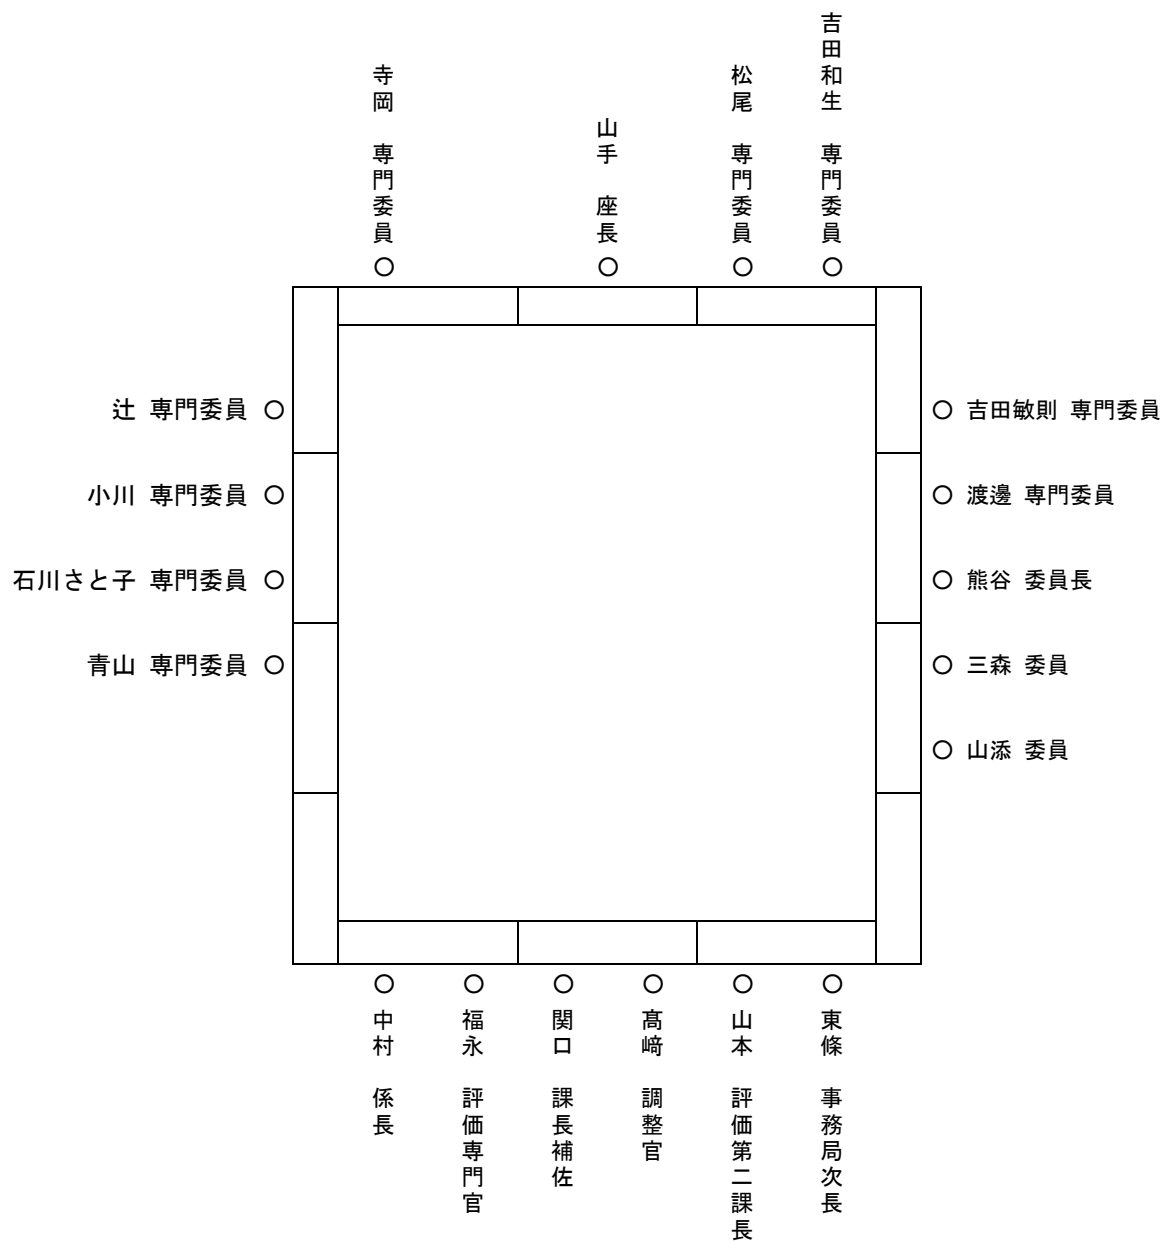 寺岡 専門委員
山手 座長
松尾 専門委員
吉田和生 専門委員
辻 専門委員
小川 専門委員
石川さと子 専門委員
青山 専門委員
吉田敏則 専門委員
渡邊 専門委員
熊谷 委員長
三森 委員
山添 委員
中村 係長
福永 評価専門官
関口 課長補佐
髙﨑 調整官
山本 評価第二課長
東條 事務局次長